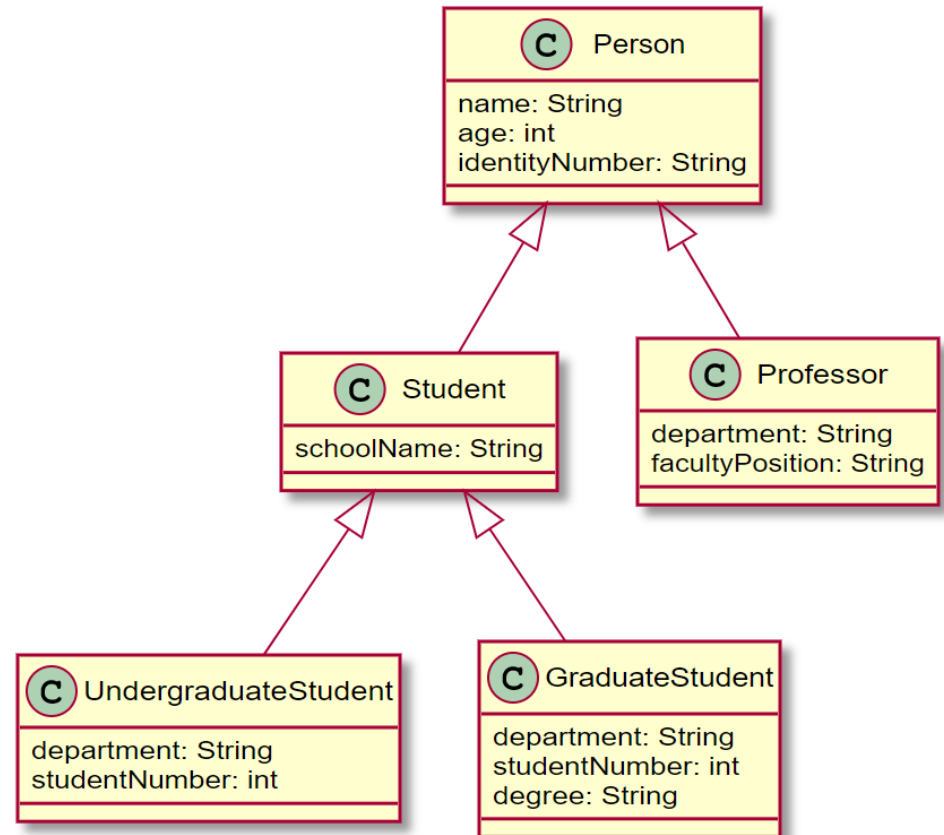 C Person
name: String
age: int
identityNumber: String
C Student
schoolName: String
C Professor
department: String
facultyPosition: String
C UndergraduateStudent
department: String
studentNumber: int
C GraduateStudent
department: String
studentNumber: int
degree: String